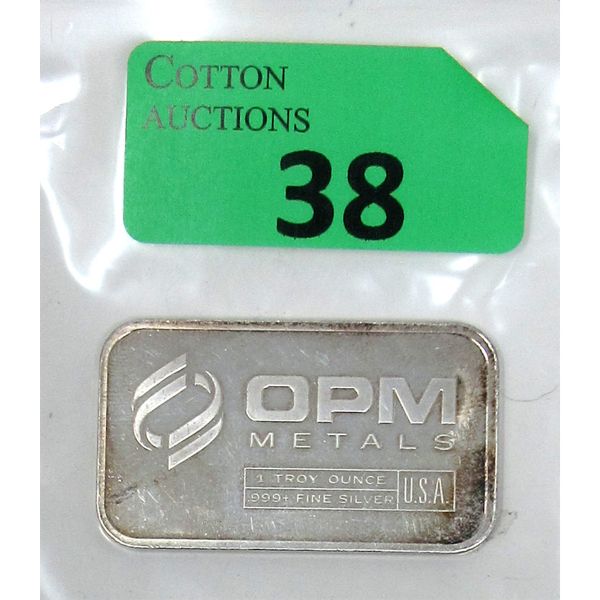 COTTON
AUCTIONS
38
OPM
METALS
1 TROY OUNCE
.999+ FINE SILVER
U.S.A.